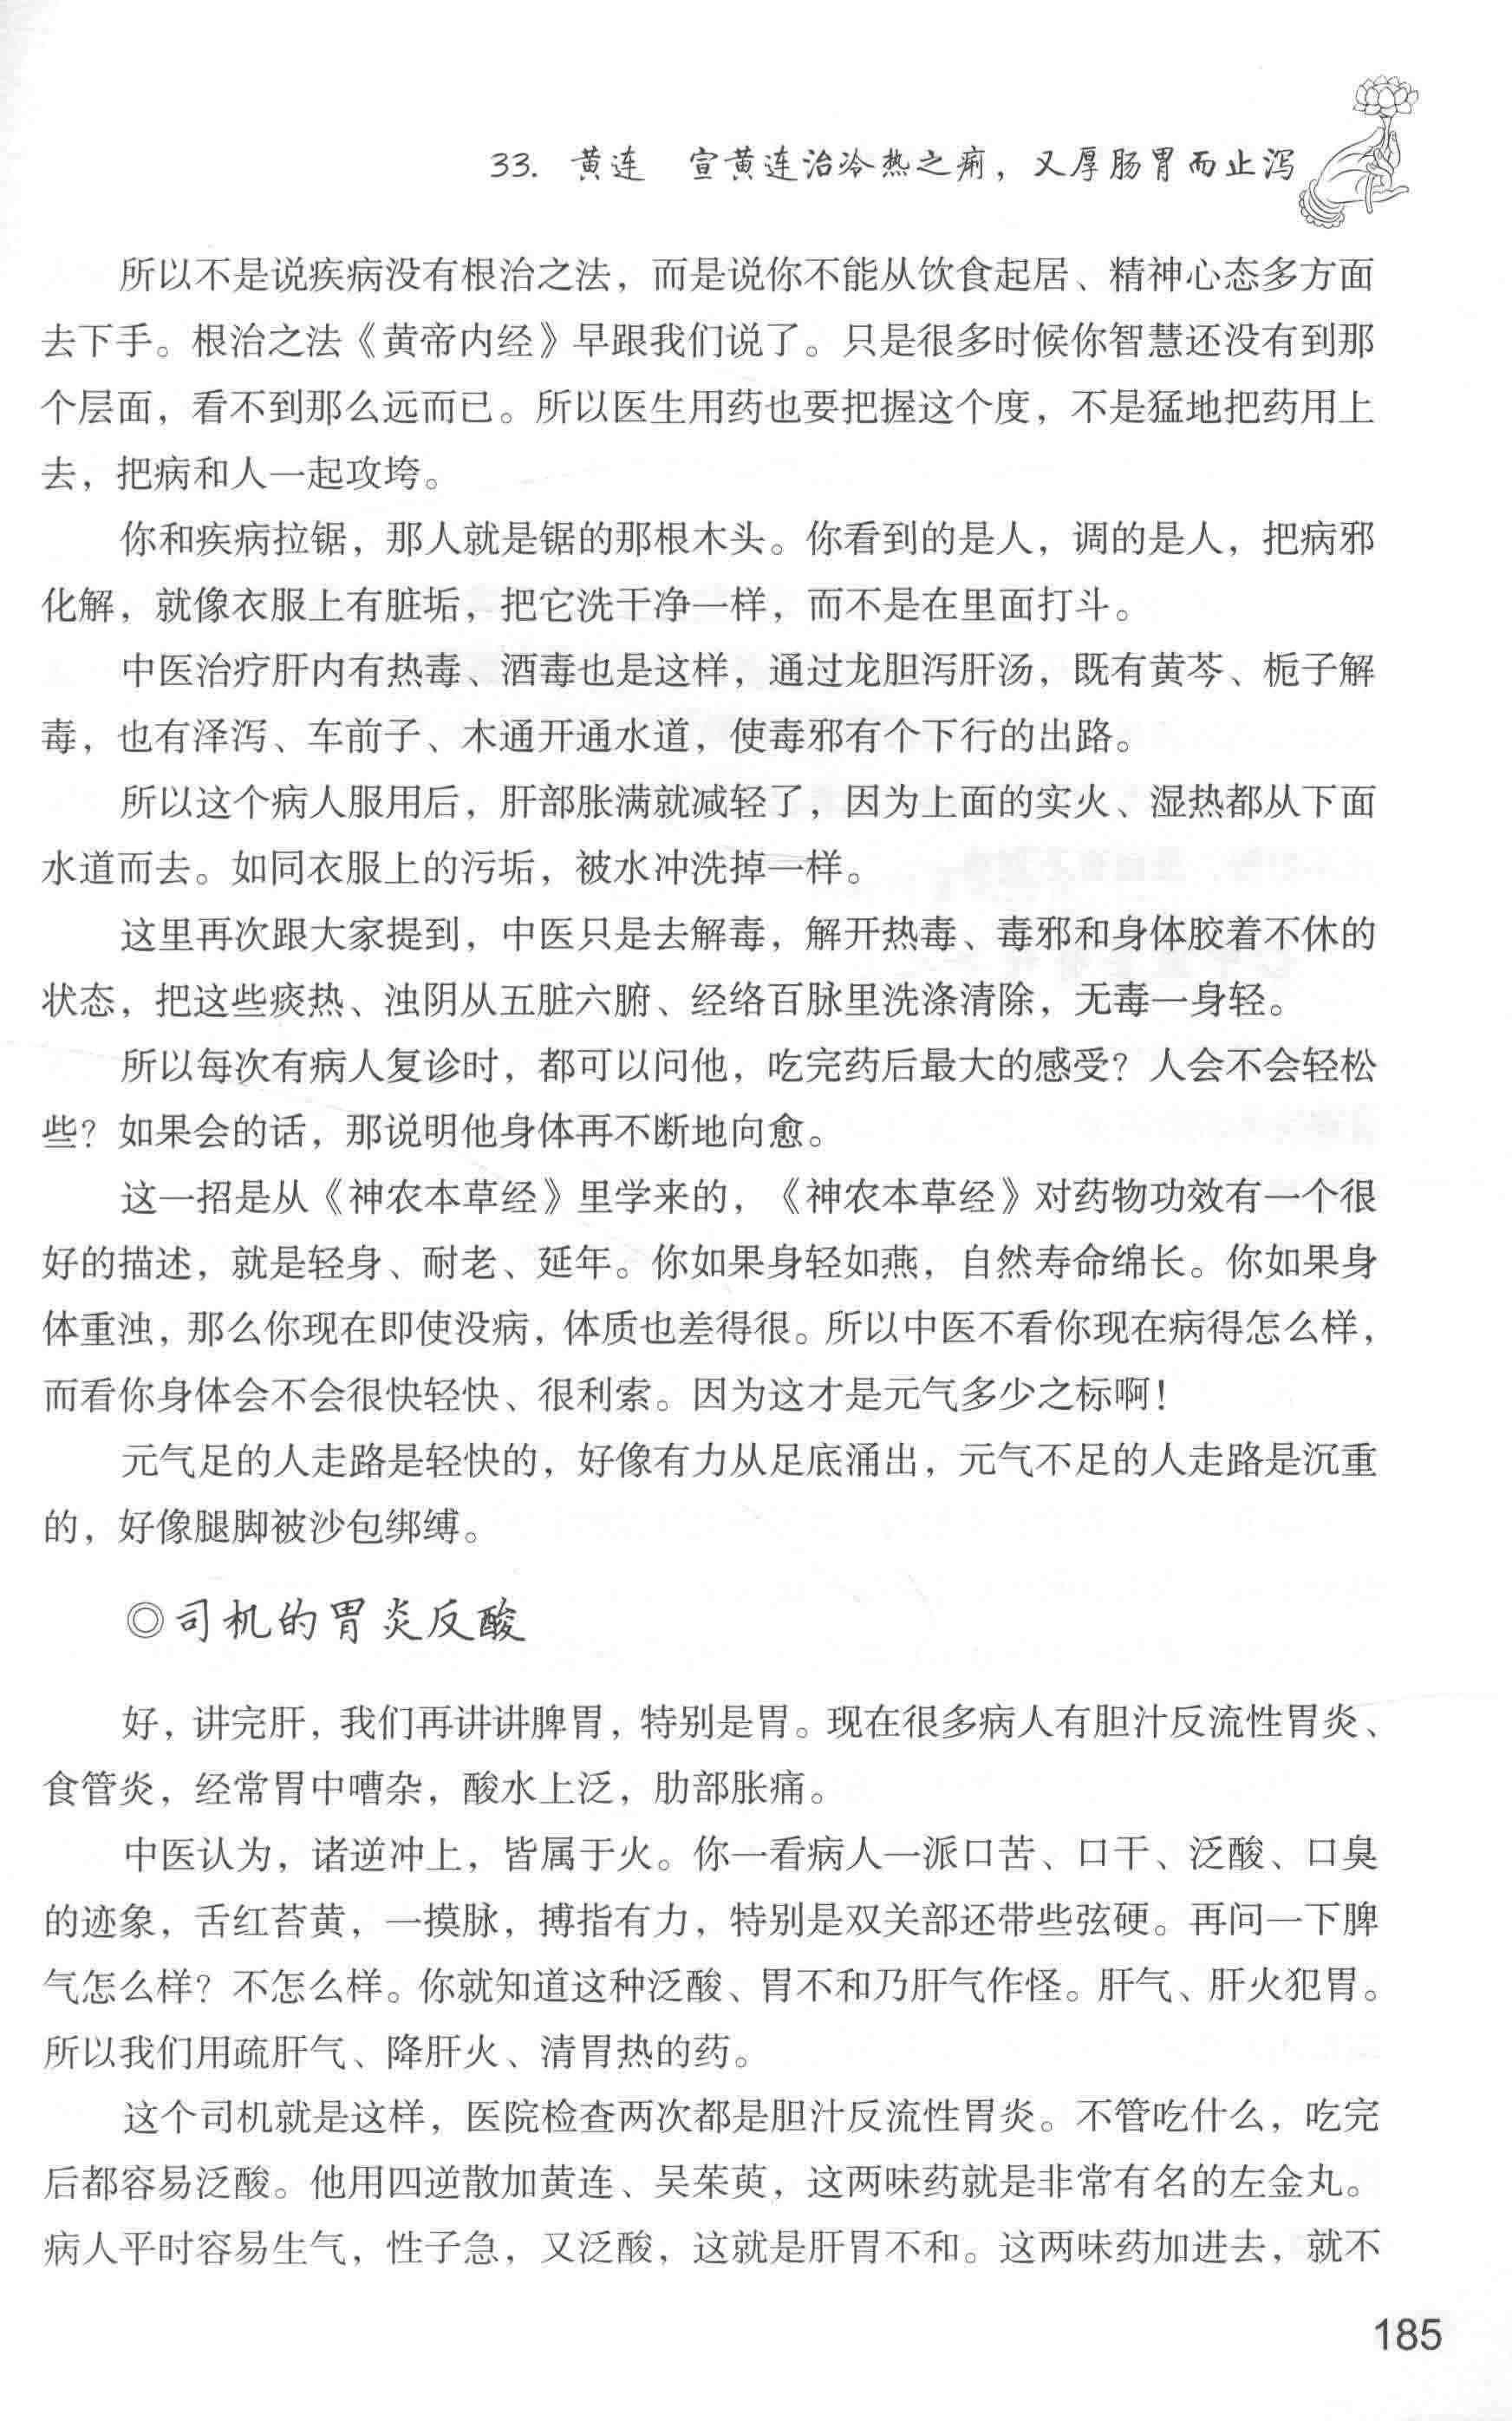 33. 黄连　宣黄连治冷热之痢，又厚肠胃而止泻
所以不是说疾病没有根治之法，而是说你不能从饮食起居、精神心态多方面
去下手。根治之法《黄帝内经》早跟我们说了。只是很多时候你智慧还没有到那
个层面，看不到那么远而已。所以医生用药也要把握这个度，不是猛地把药用上
去，把病和人一起攻垮。
你和疾病拉锯，那人就是锯的那根木头。你看到的是人，调的是人，把病邪
化解，就像衣服上有脏垢，把它洗干净一样，而不是在里面打斗。
中医治疗肝内有热毒、酒毒也是这样，通过龙胆泻肝汤，既有黄芩、栀子解
毒，也有泽泻、车前子、木通开通水道，使毒邪有个下行的出路。
所以这个病人服用后，肝部胀满就减轻了，因为上面的实火、湿热都从下面
水道而去。如同衣服上的污垢，被水冲洗掉一样。
这里再次跟大家提到，中医只是去解毒，解开热毒、毒邪和身体胶着不休的
状态，把这些痰热、浊阴从五脏六腑、经络百脉里洗涤清除，无毒一身轻。
所以每次有病人复诊时，都可以问他，吃完药后最大的感受？人会不会轻松
些？如果会的话，那说明他身体再不断地向愈。
这一招是从《神农本草经》里学来的，《神农本草经》对药物功效有一个很
好的描述，就是轻身、耐老、延年。你如果身轻如燕，自然寿命绵长。你如果身
体重浊，那么你现在即使没病，体质也差得很。所以中医不看你现在病得怎么样，
而看你身体会不会很快轻快、很利索。因为这才是元气多少之标啊！
元气足的人走路是轻快的，好像有力从足底涌出，元气不足的人走路是沉重
的，好像腿脚被沙包绑缚。
◎司机的胃炎反酸
好，讲完肝，我们再讲讲脾胃，特别是胃。现在很多病人有胆汁反流性胃炎、
食管炎，经常胃中嘈杂，酸水上泛，肋部胀痛。
中医认为，诸逆冲上，皆属于火。你一看病人一派口苦、口干、泛酸、口臭
的迹象，舌红苔黄，一摸脉，搏指有力，特别是双关部还带些弦硬。再问一下脾
气怎么样？不怎么样。你就知道这种泛酸、胃不和乃肝气作怪。肝气、肝火犯胃。
所以我们用疏肝气、降肝火、清胃热的药。
这个司机就是这样，医院检查两次都是胆汁反流性胃炎。不管吃什么，吃完
后都容易泛酸。他用四逆散加黄连、吴茱萸，这两味药就是非常有名的左金丸。
病人平时容易生气，性子急，又泛酸，这就是肝胃不和。这两味药加进去，就不
185